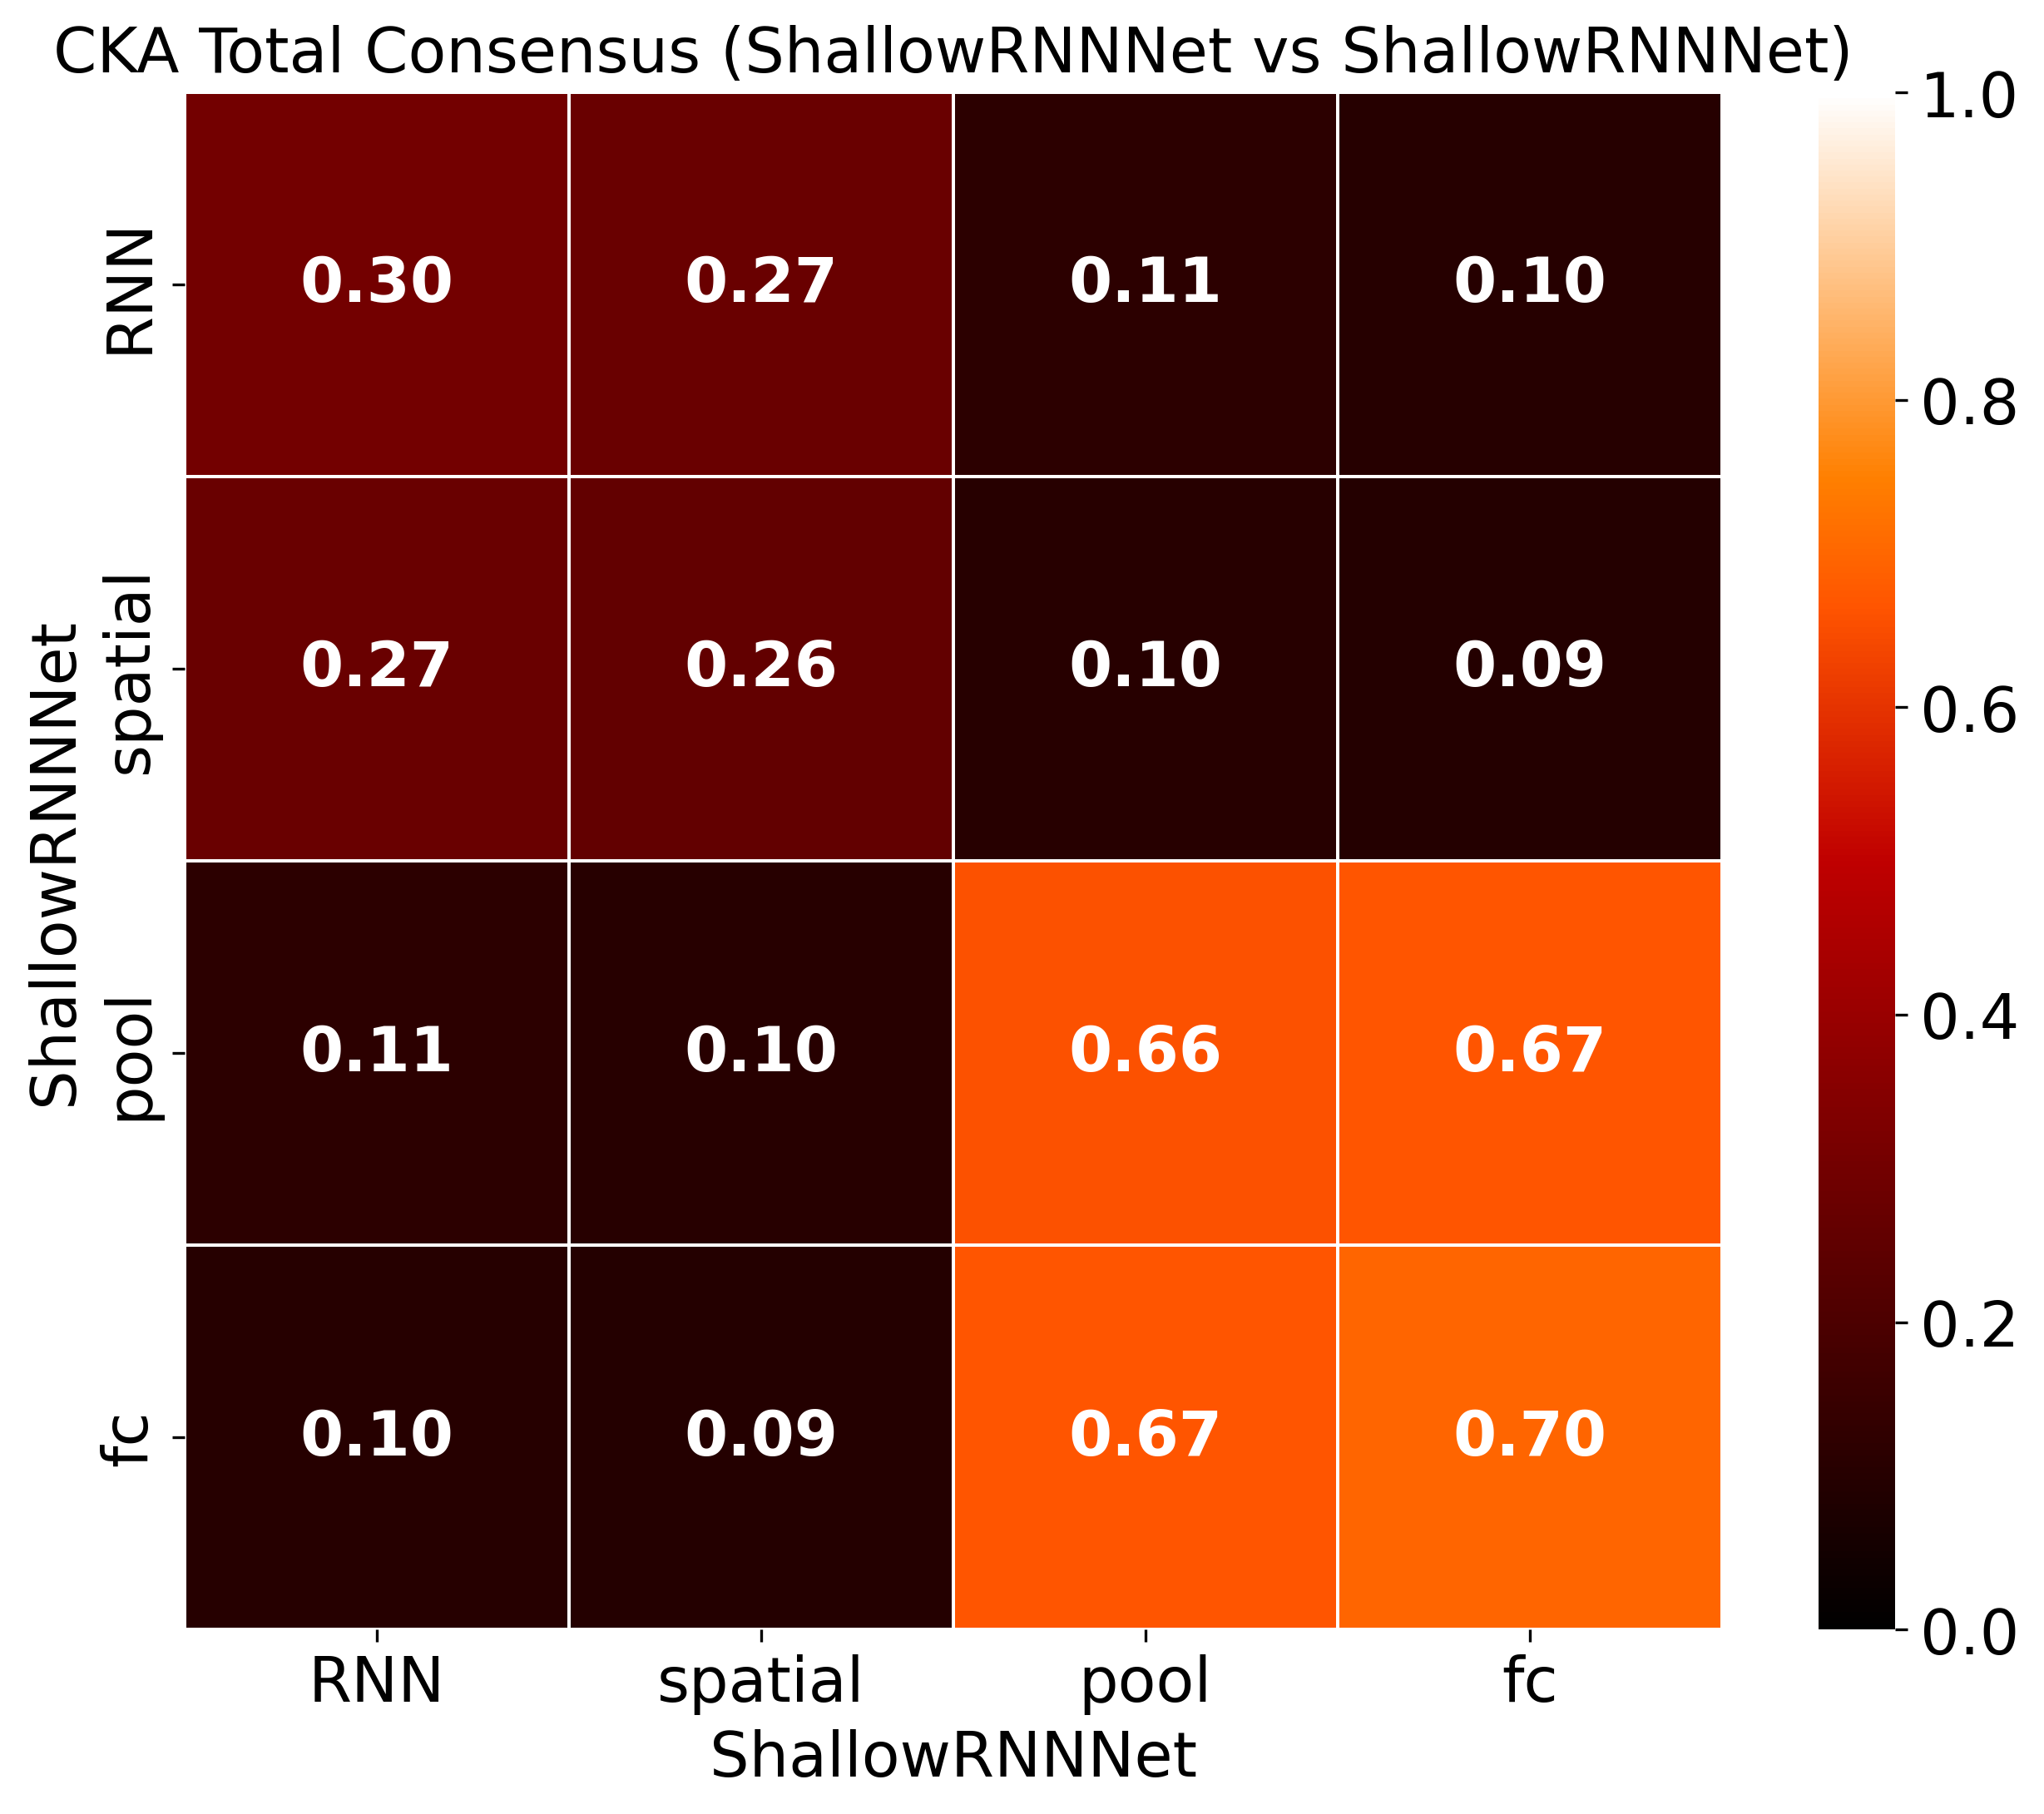 CKA Total Consensus (ShallowRNNNet vs ShallowRNNNet)
ShallowRNNNet
RNN 0.30 0.27 0.11 0.10
spatial 0.27 0.26 0.10 0.09
pool 0.11 0.10 0.66 0.67
fc 0.10 0.09 0.67 0.70
RNN spatial pool fc
ShallowRNNNet
1.0
0.8
0.6
0.4
0.2
0.0